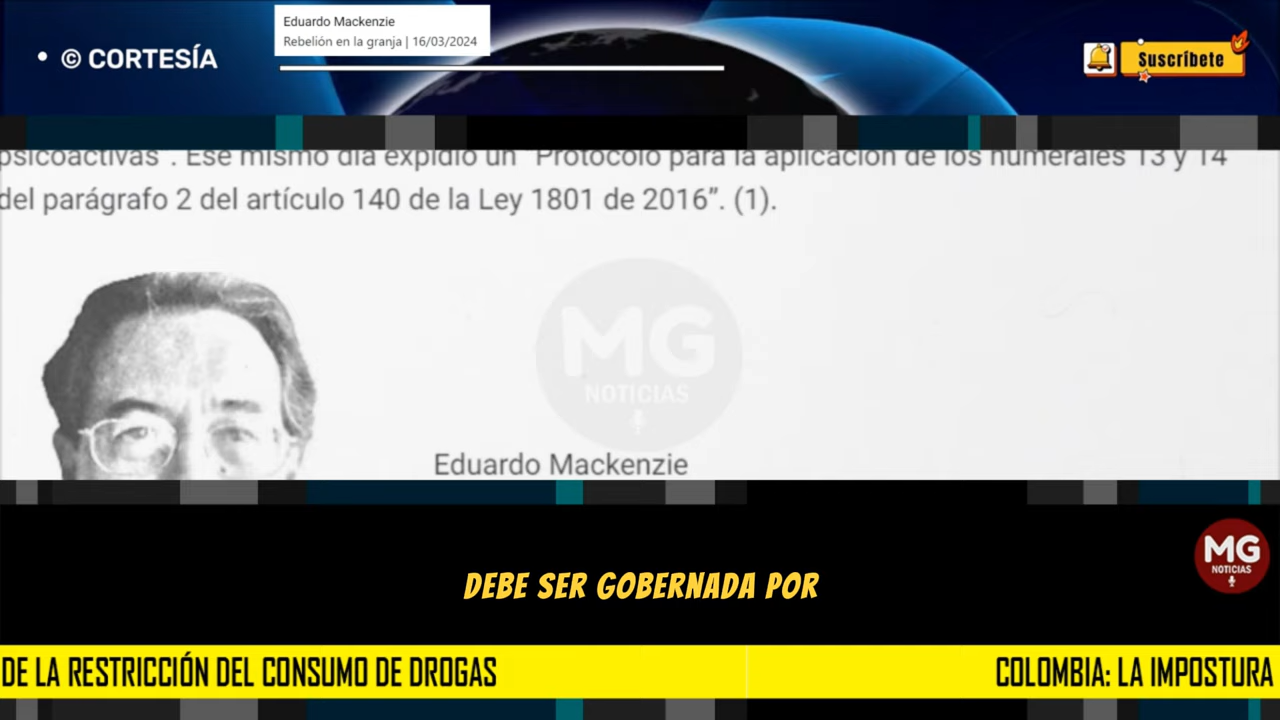 Eduardo Mackenzie
Rebelión en la granja | 16/03/2024
• © CORTESÍA
Suscríbete
psicoactivas". Ese mismo día expidió un "Protocolo para la aplicación de los numerales 13 y 14
del parágrafo 2 del artículo 140 de la Ley 1801 de 2016". (1).
MG
NOTICIAS
Eduardo Mackenzie
MG
NOTICIAS
DEBE SER GOBERNADA POR
DE LA RESTRICCIÓN DEL CONSUMO DE DROGAS
COLOMBIA: LA IMPOSTURA